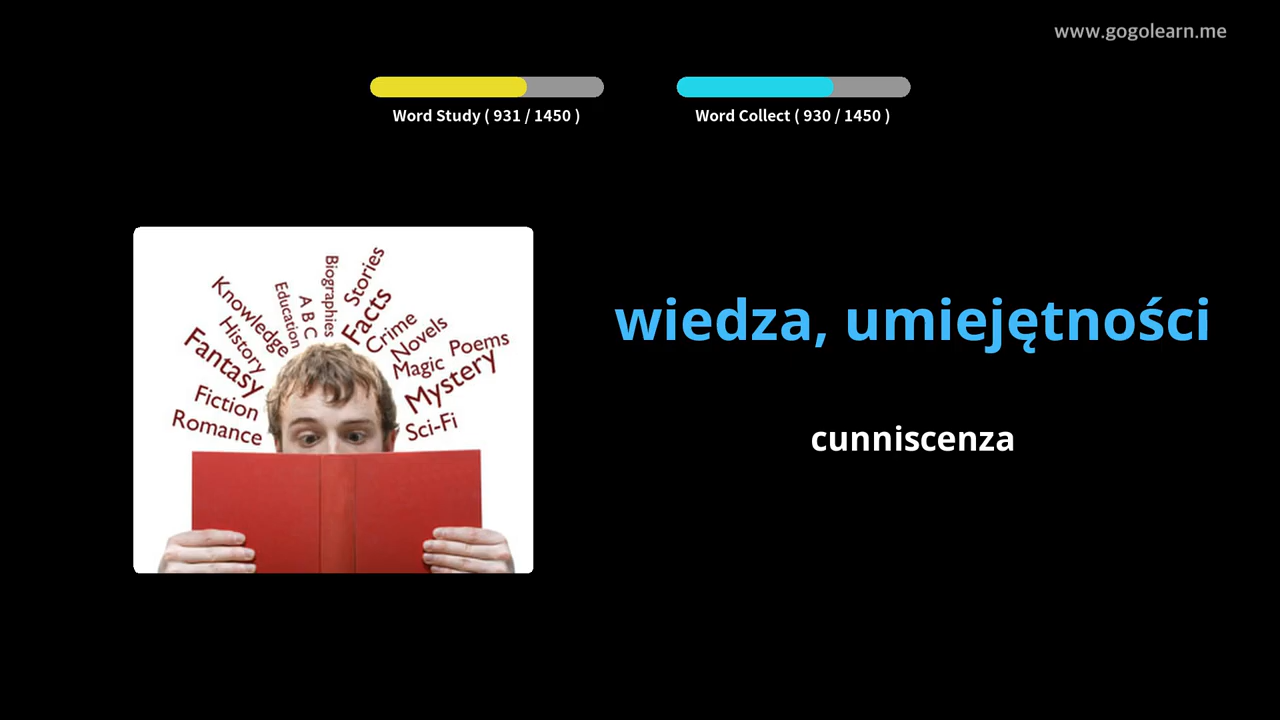 www.gogolearn.me
Word Study ( 931 / 1450 )
Word Collect ( 930 / 1450 )
Knowledge
Education
A B C
Biographies
Stories
Facts
History
Crime
Novels
Poems
Fantasy
Magic
Mystery
Fiction
Romance
Sci-Fi
wiedza, umiejętności
cunniscenza